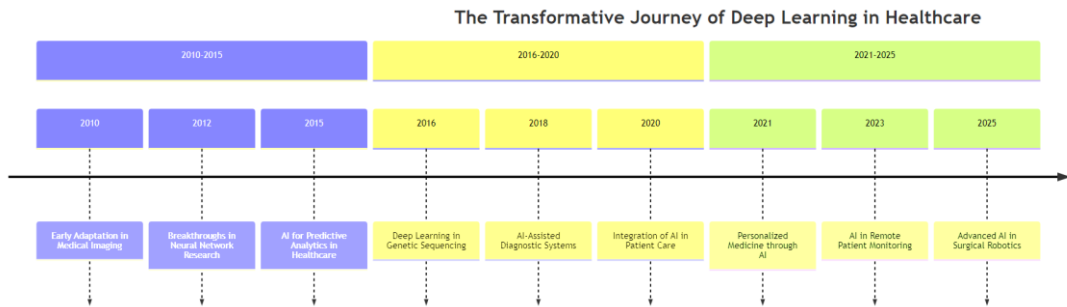 The Transformative Journey of Deep Learning in Healthcare
2010-2015
2016-2020
2021-2025
2010
2012
2015
2016
2018
2020
2021
2023
2025
Early Adaptation in
Medical Imaging
Breakthroughs in
Neural Network
Research
AI for Predictive
Analytics in
Healthcare
Deep Learning in
Genetic Sequencing
AI-Assisted
Diagnostic Systems
Integration of AI in
Patient Care
Personalized
Medicine through
AI
AI in Remote
Patient Monitoring
Advanced AI in
Surgical Robotics